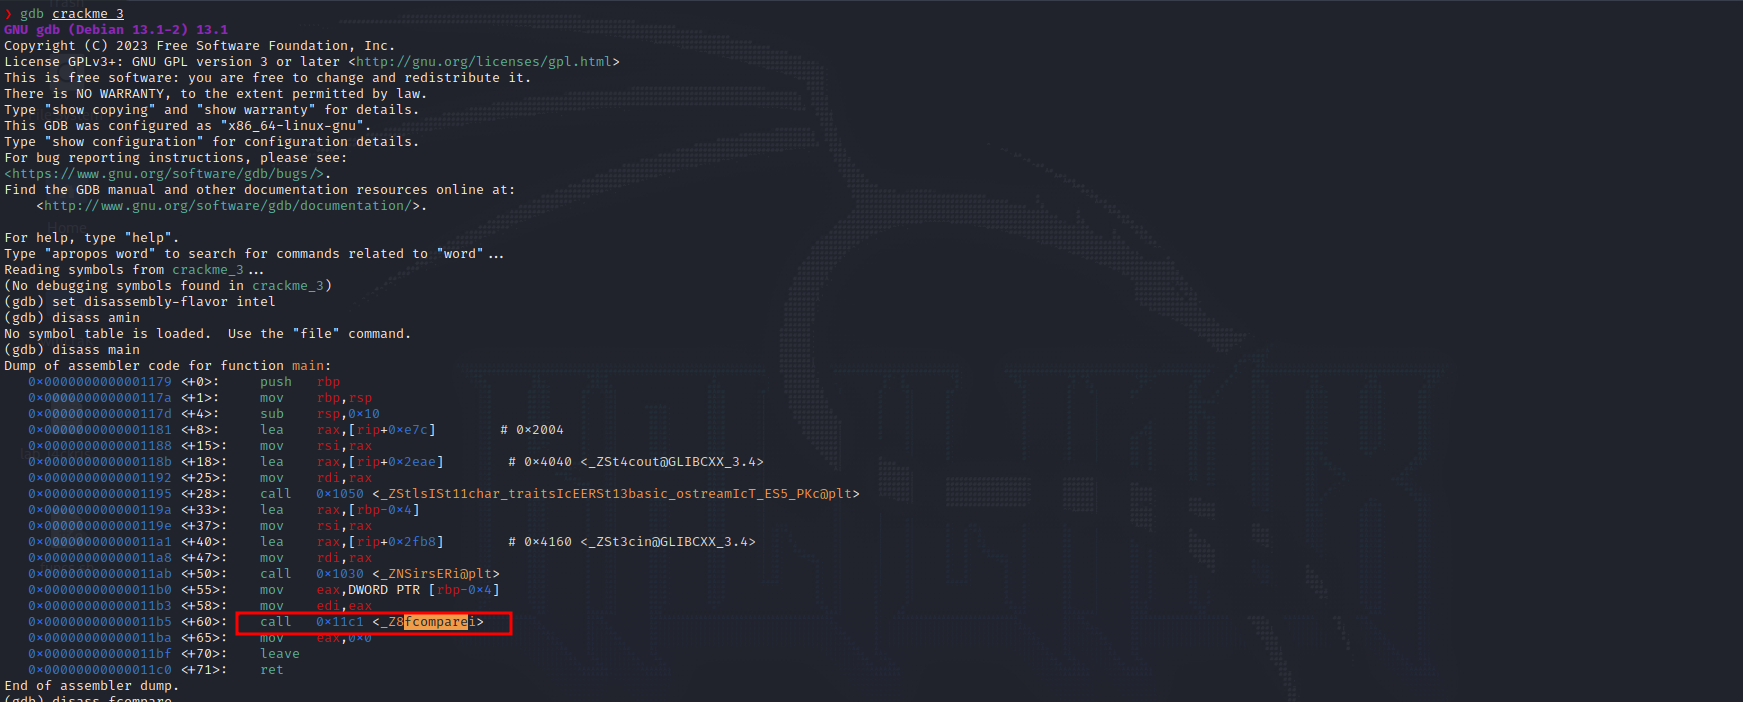 ❯ gdb crackme_3
GNU gdb (Debian 13.1-2) 13.1
Copyright (C) 2023 Free Software Foundation, Inc.
License GPLv3+: GNU GPL version 3 or later <http://gnu.org/licenses/gpl.html>
This is free software: you are free to change and redistribute it.
There is NO WARRANTY, to the extent permitted by law.
Type "show copying" and "show warranty" for details.
This GDB was configured as "x86_64-linux-gnu".
Type "show configuration" for configuration details.
For bug reporting instructions, please see:
<https://www.gnu.org/software/gdb/bugs/>.
Find the GDB manual and other documentation resources online at:
    <http://www.gnu.org/software/gdb/documentation/>.
For help, type "help".
Type "apropos word" to search for commands related to "word"...
Reading symbols from crackme_3...
(No debugging symbols found in crackme_3)
(gdb) set disassembly-flavor intel
(gdb) disass amin
No symbol table is loaded.  Use the "file" command.
(gdb) disass main
Dump of assembler code for function main:
   0x0000000000001179 <+0>:    push   rbp
   0x000000000000117a <+1>:    mov    rbp,rsp
   0x000000000000117d <+4>:    sub    rsp,0x10
   0x0000000000001181 <+8>:    lea    rax,[rip+0xe7c]        # 0x2004
   0x0000000000001188 <+15>:   mov    rsi,rax
   0x000000000000118b <+18>:   lea    rax,[rip+0x2eae]        # 0x4040 <_ZSt4cout@GLIBCXX_3.4>
   0x0000000000001192 <+25>:   mov    rdi,rax
   0x0000000000001195 <+28>:   call   0x1050 <_ZStlsISt11char_traitsIcEERSt13basic_ostreamIcT_ES5_PKc@plt>
   0x000000000000119a <+33>:   lea    rax,[rbp-0x4]
   0x000000000000119e <+37>:   mov    rsi,rax
   0x00000000000011a1 <+40>:   lea    rax,[rip+0x2fb8]        # 0x4160 <_ZSt3cin@GLIBCXX_3.4>
   0x00000000000011a8 <+47>:   mov    rdi,rax
   0x00000000000011ab <+50>:   call   0x1030 <_ZNSirsERi@plt>
   0x00000000000011b0 <+55>:   mov    eax,DWORD PTR [rbp-0x4]
   0x00000000000011b3 <+58>:   mov    edi,eax
   0x00000000000011b5 <+60>:   call   0x11c1 <_Z8fcomparei>
   0x00000000000011ba <+65>:   mov    eax,0x0
   0x00000000000011bf <+70>:   leave
   0x00000000000011c0 <+71>:   ret
End of assembler dump.
(gdb) disass fcompare